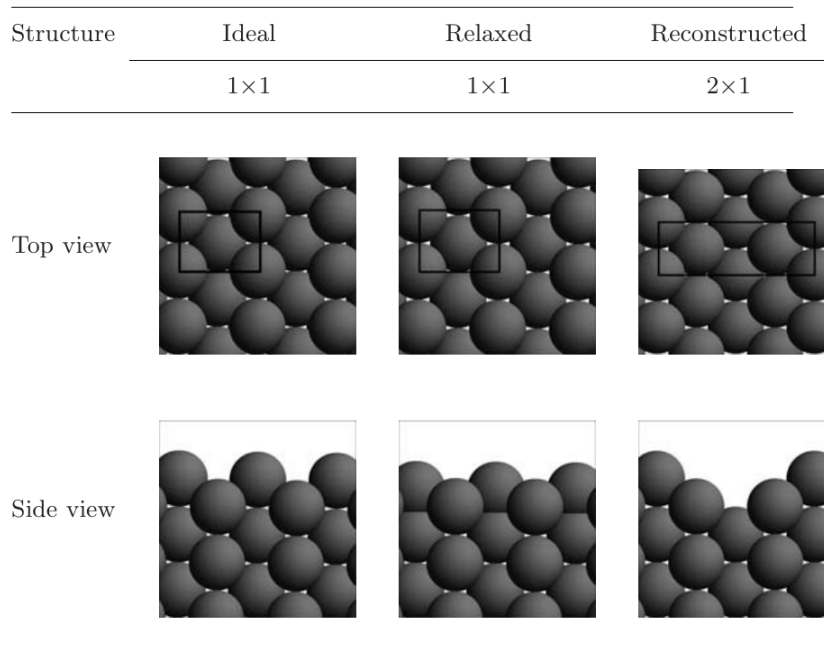 Structure Ideal Relaxed Reconstructed
1×1 1×1 2×1
Top view
Side view